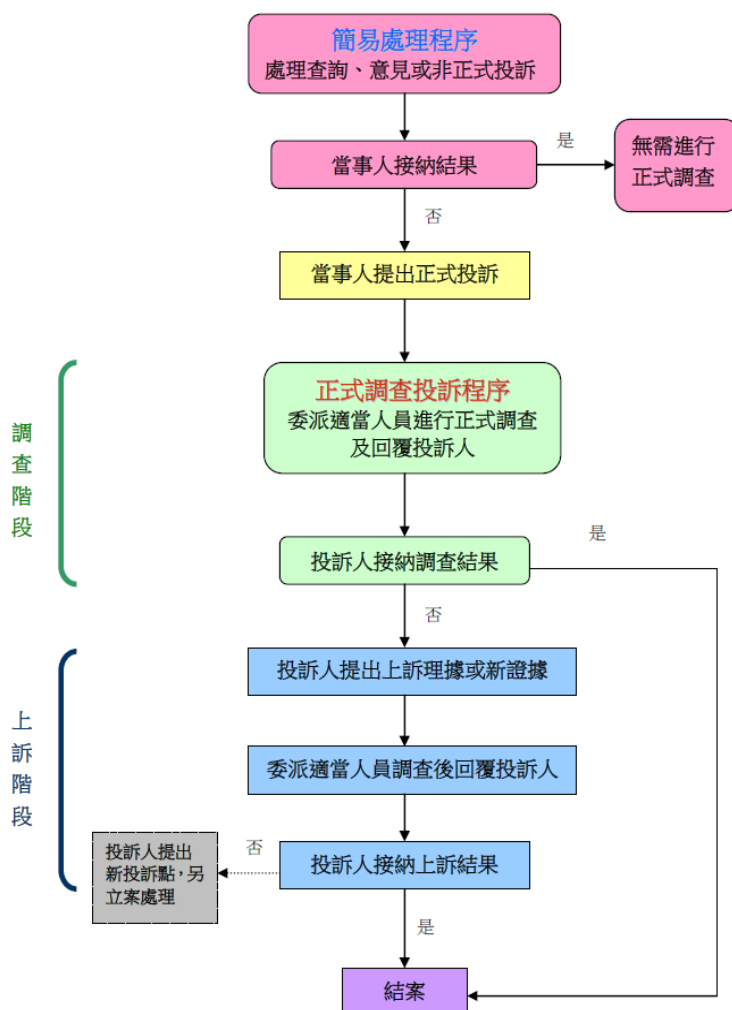 簡易處理程序
處理查詢、意見或非正式投訴
是
當事人接納結果
無需進行
正式調查
否
當事人提出正式投訴
調查階段
正式調查投訴程序
委派適當人員進行正式調查
及回覆投訴人
是
投訴人接納調查結果
否
上訴階段
投訴人提出上訴理據或新證據
委派適當人員調查後回覆投訴人
投訴人提出
新投訴點，另
立案處理
否
投訴人接納上訴結果
是
結案